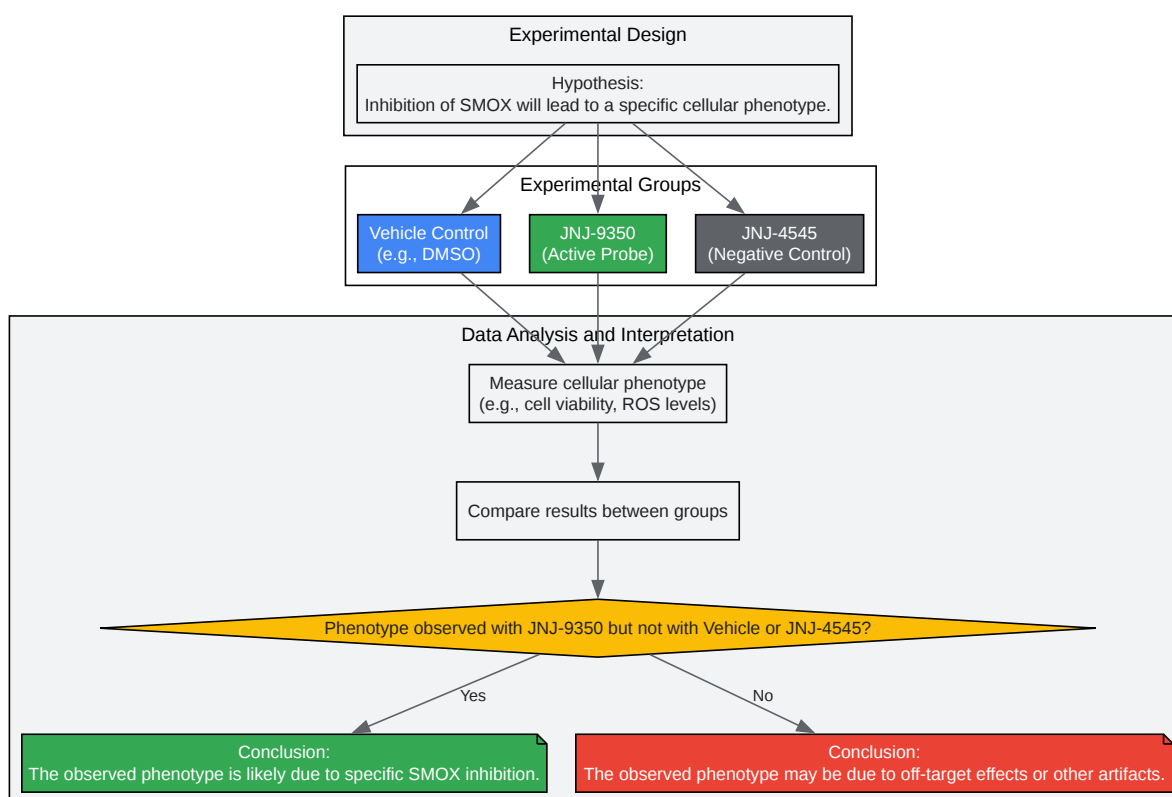 Experimental Design
Hypothesis:
Inhibition of SMOX will lead to a specific cellular phenotype.
Experimental Groups
Vehicle Control
(e.g., DMSO)
JNJ-9350
(Active Probe)
JNJ-4545
(Negative Control)
Data Analysis and Interpretation
Measure cellular phenotype
(e.g., cell viability, ROS levels)
Compare results between groups
Phenotype observed with JNJ-9350 but not with Vehicle or JNJ-4545?
Yes
No
Conclusion:
The observed phenotype is likely due to specific SMOX inhibition.
Conclusion:
The observed phenotype may be due to off-target effects or other artifacts.